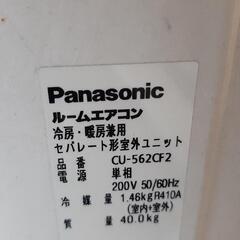 Panasonic
ルームエアコン
冷房・暖房兼用
セパレート形室外ユニット
品番 CU-562CF2
電源 単相
200V 50/60Hz
冷媒量 1.46kgR410A
(室内+室外)
質量 40.0kg